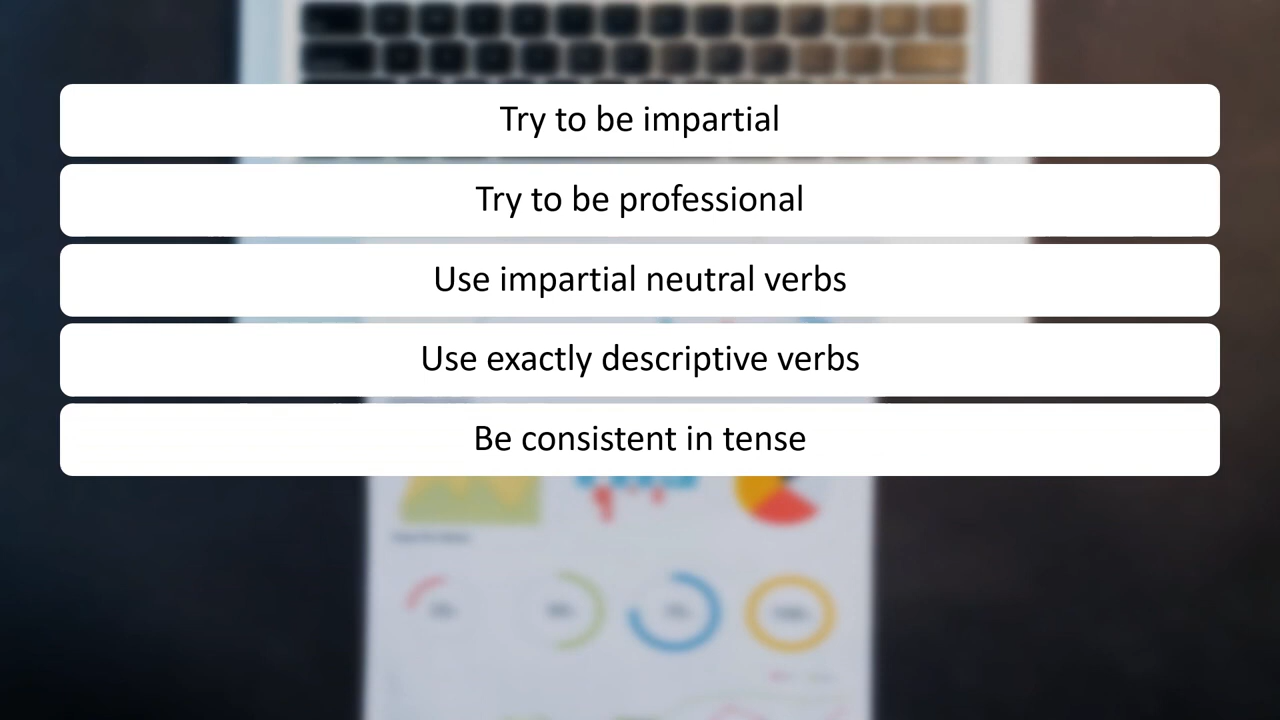 Try to be impartial
Try to be professional
Use impartial neutral verbs
Use exactly descriptive verbs
Be consistent in tense